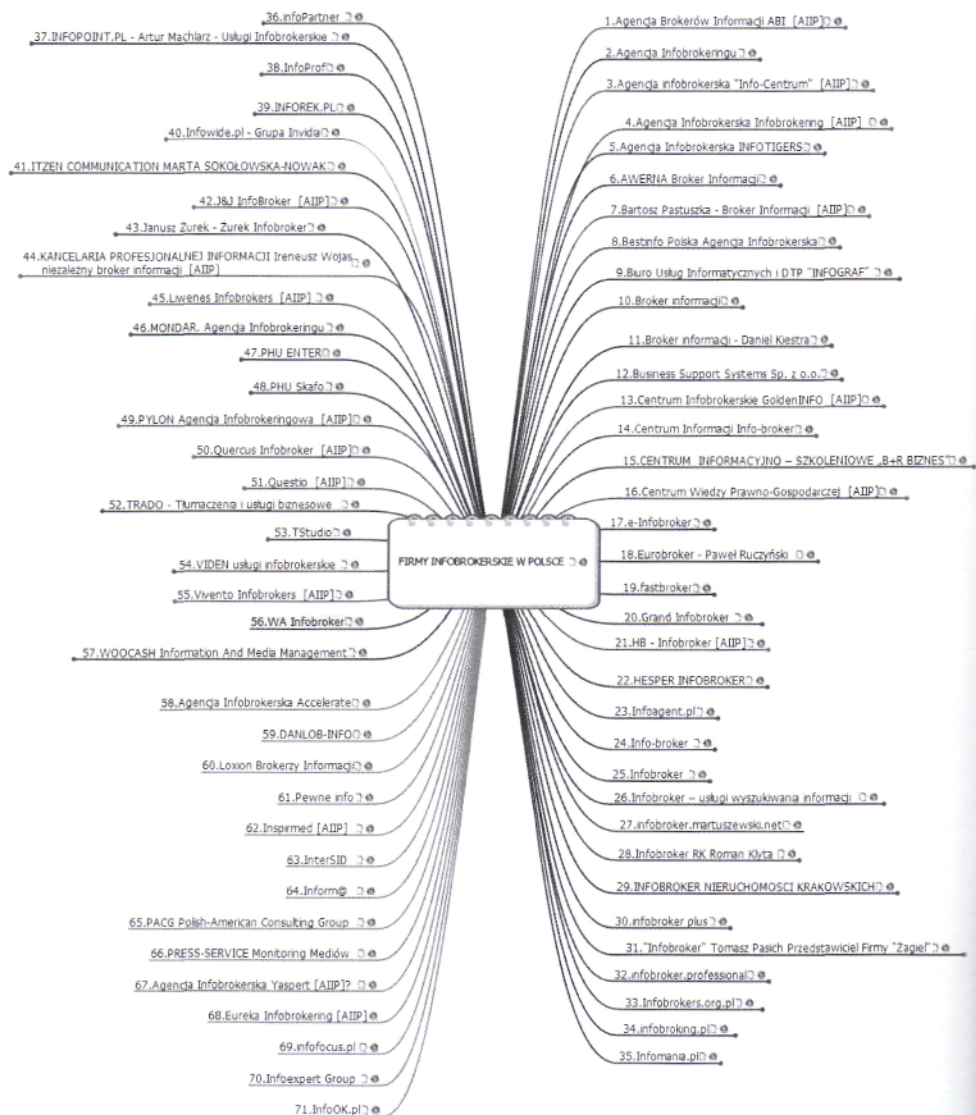 FIRMY INFOBROKERSKIE W POLSCE
1.Agencja Brokerów Informacji ABI [AIIP]
2.Agencja Infobrokeringu
3.Agencja infobrokerska "Info-Centrum" [AIIP]
4.Agencja Infobrokerska Infobrokering [AIIP]
5.Agencja Infobrokerska INFOTIGERS
6.AWERNA Broker Informacji
7.Bartosz Pastuszka - Broker Informacji [AIIP]
8.Bestinfo Polska Agencja Infobrokerska
9.Biuro Usług Informatycznych i DTP "INFOGRAF"
10.Broker informacji
11.Broker informacji - Daniel Kiestra
12.Business Support Systems Sp. z o.o.
13.Centrum Infobrokerskie GoldenINFO [AIIP]
14.Centrum Informacji Info-broker
15.CENTRUM INFORMACYJNO – SZKOLENIOWE „B+R BIZNES"
16.Centrum Wiedzy Prawno-Gospodarczej [AIIP]
17.e-Infobroker
18.Eurobroker - Paweł Ruczyński
19.fastbroker
20.Grand Infobroker
21.HB - Infobroker [AIIP]
22.HESPER INFOBROKER
23.Infoagent.pl
24.Info-broker
25.Infobroker
26.Infobroker – usługi wyszukiwania informacji
27.infobroker.martuszewski.net
28.Infobroker RK Roman Kłyta
29.INFOBROKER NIERUCHOMOŚCI KRAKOWSKICH
30.infobroker plus
31."Infobroker" Tomasz Pasich Przedstawiciel Firmy "Żagiel"
32.infobroker.professional
33.Infobrokers.org.pl
34.infobroking.pl
35.Infomania.pl
36.infoPartner
37.INFOPOINT.PL - Artur Machlarz - Usługi Infobrokerskie
38.InfoProf
39.INFOREK.PL
40.Infowide.pl - Grupa Invidia
41.ITZEN COMMUNICATION MARTA SOKOŁOWSKA-NOWAK
42.J&J InfoBroker [AIIP]
43.Janusz Żurek - Żurek Infobroker
44.KANCELARIA PROFESJONALNEJ INFORMACJI Ireneusz Wojas,
niezależny broker informacji [AIIP]
45.Liwenes Infobrokers [AIIP]
46.MONDAR. Agencja Infobrokeringu
47.PHU ENTER
48.PHU Skafo
49.PYLON Agencja Infobrokeringowa [AIIP]
50.Quercus Infobroker [AIIP]
51.Questio [AIIP]
52.TRADO - Tłumaczenia i usługi biznesowe
53.TStudio
54.VIDEN usługi infobrokerskie
55.Vivento Infobrokers [AIIP]
56.WA Infobroker
57.WOOCASH Information And Media Management
58.Agencja Infobrokerska Accelerate
59.DANLOB-INFO
60.Loxion Brokerzy Informacji
61.Pewne info
62.Inspirmed [AIIP]
63.InterSID
64.Inform@
65.PACG Polish-American Consulting Group
66.PRESS-SERVICE Monitoring Mediów
67.Agencja Infobrokerska Yaspert [AIIP]?
68.Eureka Infobrokering [AIIP]
69.infofocus.pl
70.Infoexpert Group
71.InfoOK.pl